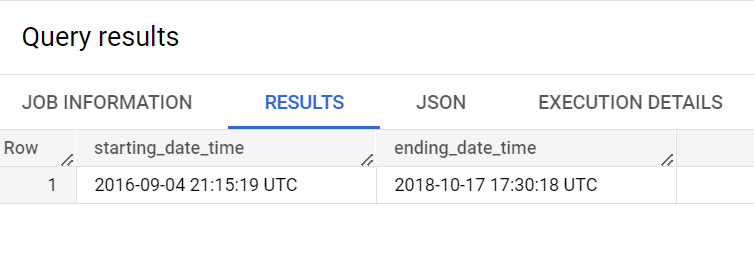 Query results
JOB INFORMATION RESULTS JSON EXECUTION DETAILS
Row starting_date_time ending_date_time
1 2016-09-04 21:15:19 UTC 2018-10-17 17:30:18 UTC